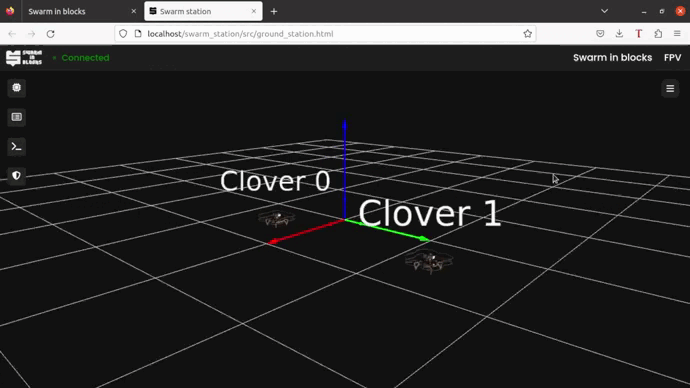 Swarm in blocks
Swarm station
localhost/swarm_station/src/ground_station.html
SWARM
IN
BLOCKS
Connected
Swarm in blocks
FPV
Clover 0
Clover 1